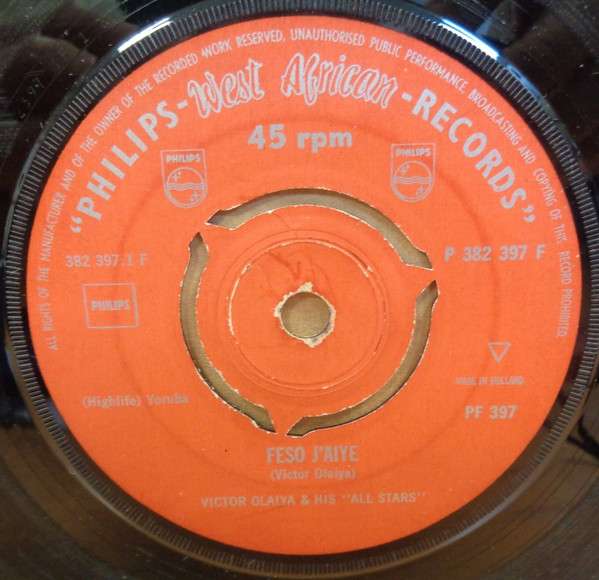 ALL RIGHTS OF THE MANUFACTURER AND OF THE OWNER OF THE RECORDED WORK RESERVED, UNAUTHORISED PUBLIC PERFORMANCE, BROADCASTING AND COPYING OF THIS RECORD PROHIBITED.
"PHILIPS-West African-RECORDS"
45 rpm
PHILIPS
PHILIPS
382 397.1 F
P 382 397 F
PHILIPS
MADE IN HOLLAND
(Highlife) Yoruba
PF 397
FESO J'AIYE
(Victor Olaiya)
VICTOR OLAIYA & HIS "ALL STARS"